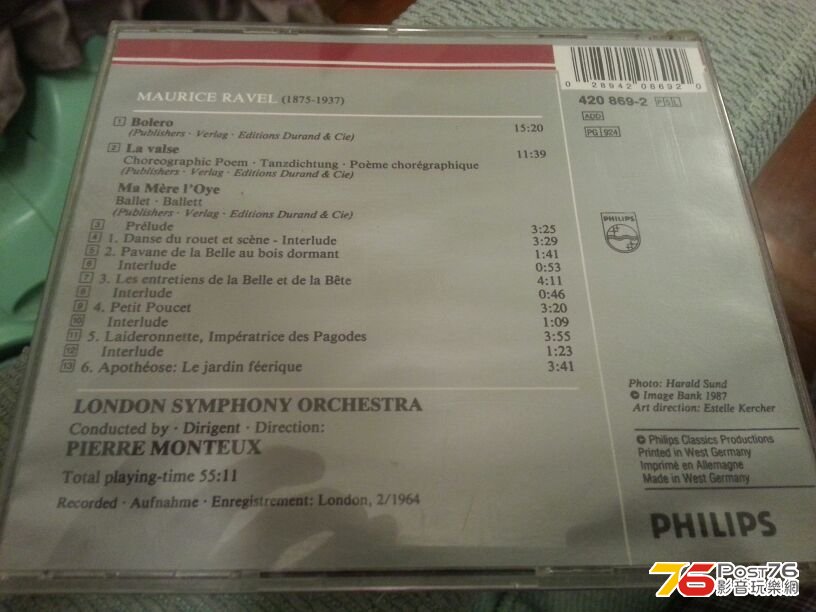 MAURICE RAVEL (1875-1937)
1 Bolero 15:20
(Publishers · Verlag · Editions Durand & Cie)
2 La valse 11:39
Choreographic Poem · Tanzdichtung · Poème chorégraphique
(Publishers · Verlag · Editions Durand & Cie)
Ma Mère l'Oye
Ballet · Ballett
(Publishers · Verlag · Editions Durand & Cie)
3 Prélude 3:25
4 1. Danse du rouet et scène - Interlude 3:29
5 2. Pavane de la Belle au bois dormant 1:41
6 Interlude 0:53
7 3. Les entretiens de la Belle et de la Bête 4:11
8 Interlude 0:46
9 4. Petit Poucet 3:20
10 Interlude 1:09
11 5. Laideronnette, Impératrice des Pagodes 3:55
12 Interlude 1:23
13 6. Apothéose: Le jardin féerique 3:41
LONDON SYMPHONY ORCHESTRA
Conducted by · Dirigent · Direction:
PIERRE MONTEUX
Total playing-time 55:11
Recorded · Aufnahme · Enregistrement: London, 2/1964
0 28942 08692 0
420 869-2 PSL
ADD
PG 924
PHILIPS
Photo: Harald Sund
© Image Bank 1987
Art direction: Estelle Kercher
© Philips Classics Productions
Printed in West Germany
Imprimé en Allemagne
Made in West Germany
PHILIPS
76 Post76
影音玩樂網